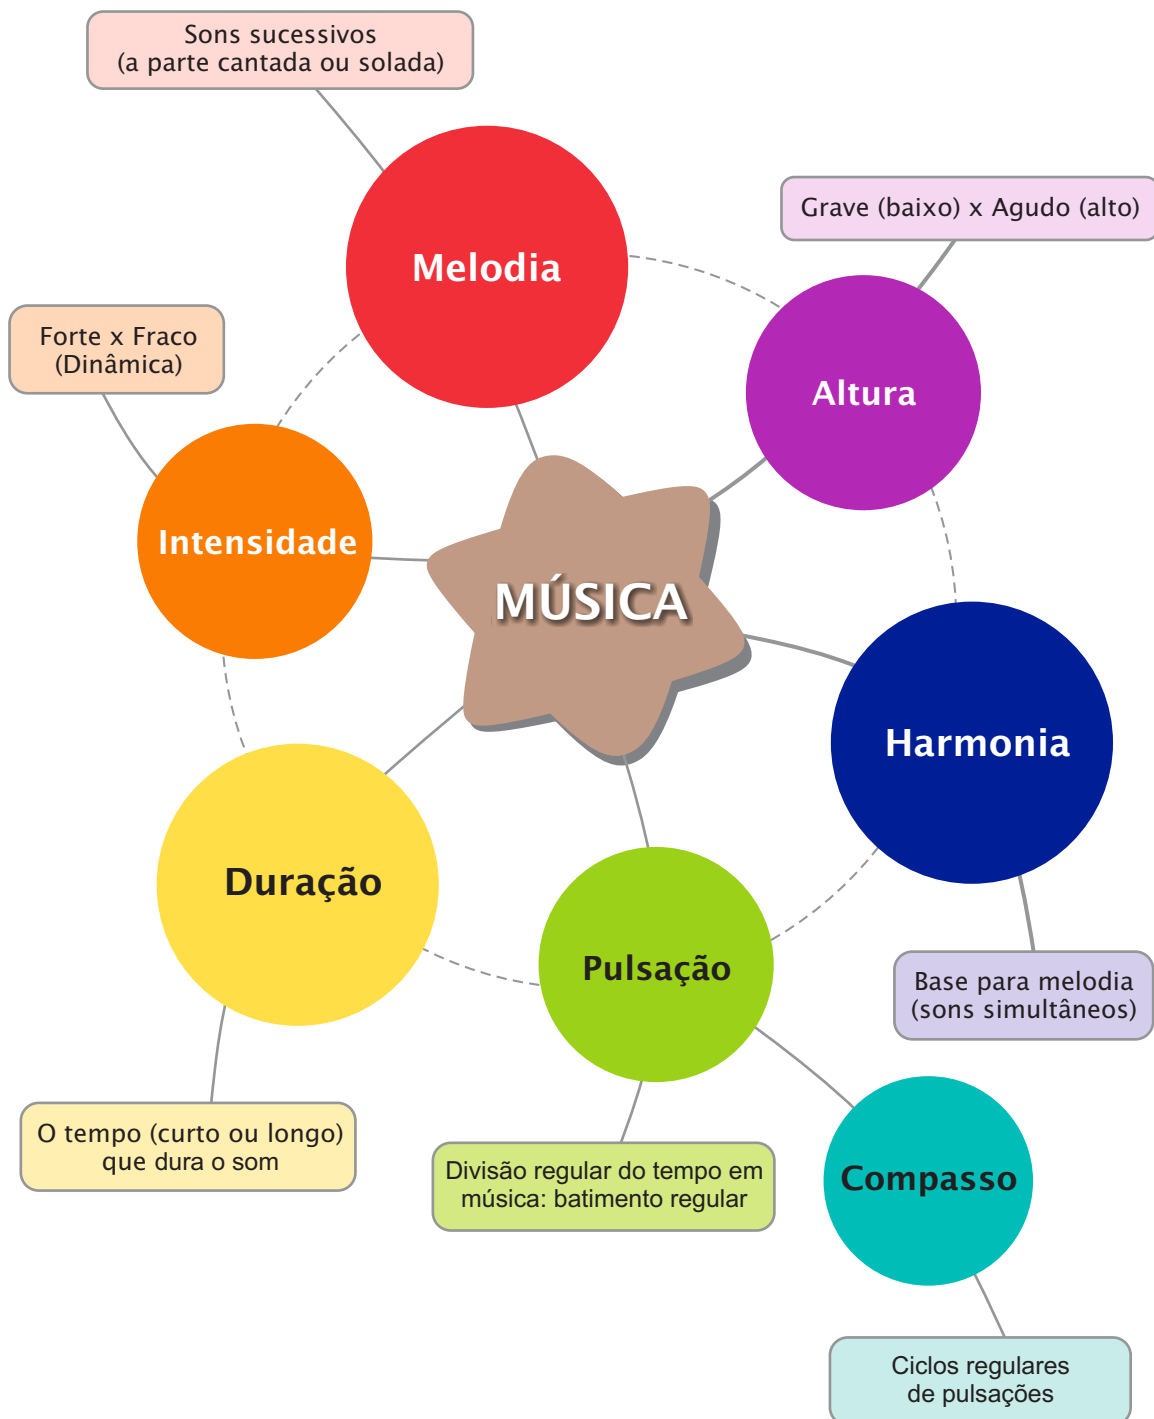 Sons sucessivos
(a parte cantada ou solada)
Melodia
Grave (baixo) x Agudo (alto)
Altura
Forte x Fraco
(Dinâmica)
Intensidade
MÚSICA
Harmonia
Base para melodia
(sons simultâneos)
Duração
O tempo (curto ou longo)
que dura o som
Pulsação
Divisão regular do tempo em
música: batimento regular
Compasso
Ciclos regulares
de pulsações